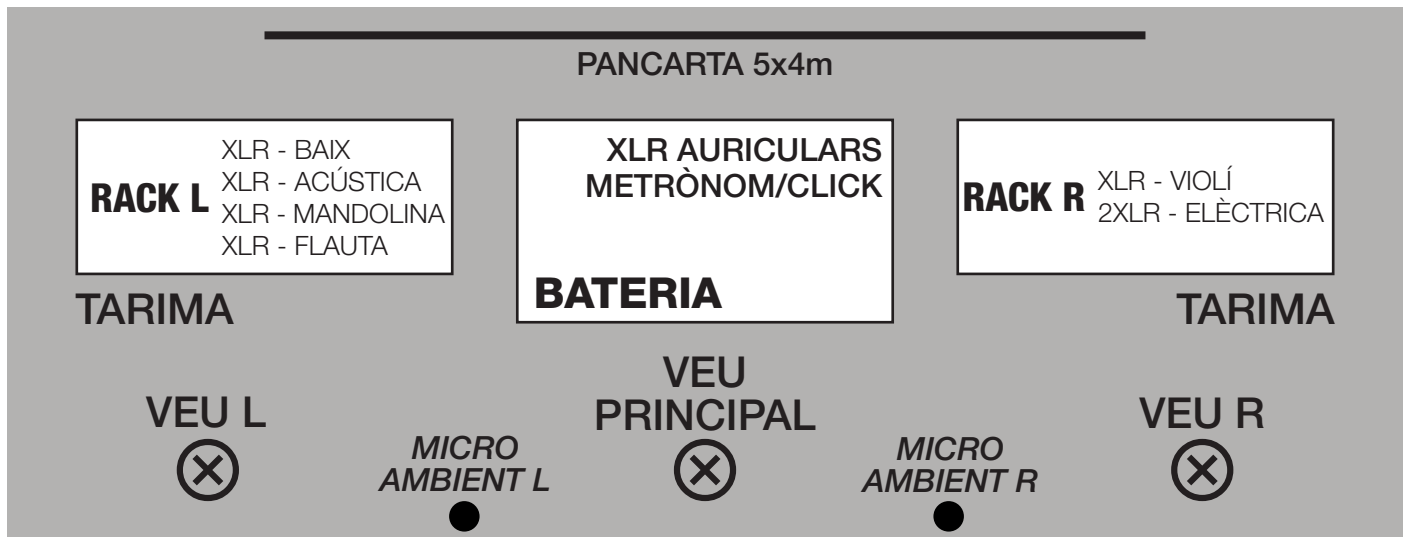 PANCARTA 5x4m
RACK L
XLR - BAIX
XLR - ACÚSTICA
XLR - MANDOLINA
XLR - FLAUTA
TARIMA
XLR AURICULARS
METRÒNOM/CLICK
BATERIA
RACK R
XLR - VIOLÍ
2XLR - ELÈCTRICA
TARIMA
VEU L
MICRO
AMBIENT L
VEU
PRINCIPAL
MICRO
AMBIENT R
VEU R